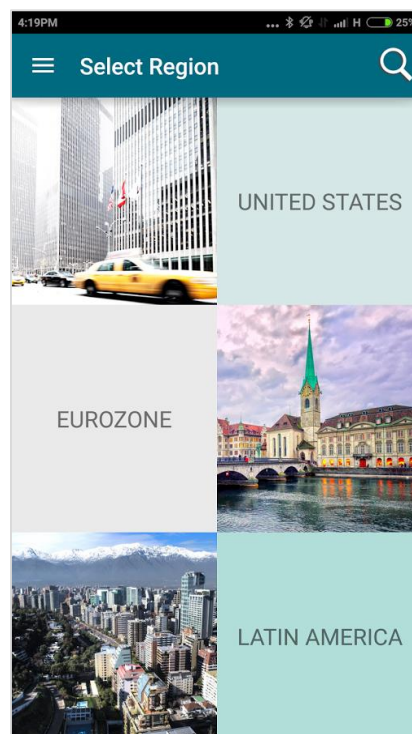 4:19PM ... H 25%
Select Region
UNITED STATES
EUROZONE
LATIN AMERICA